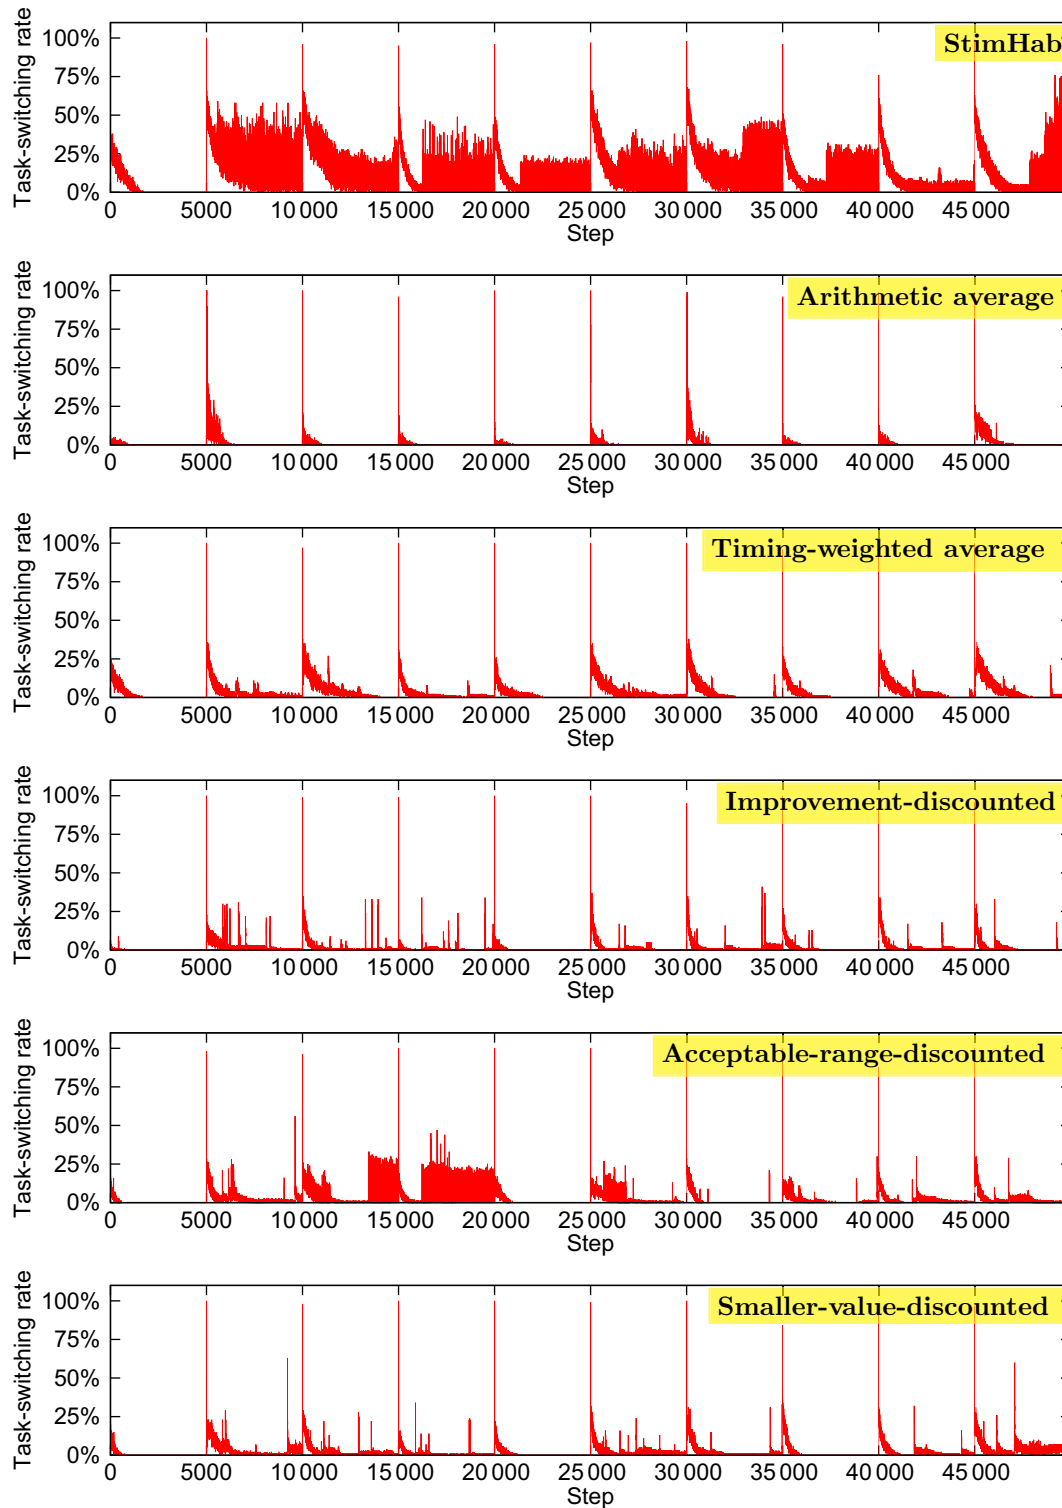 StimHab
Task-switching rate
100%
75%
50%
25%
0%
0 5000 10 000 15 000 20 000 25 000 30 000 35 000 40 000 45 000
Step
Arithmetic average
Task-switching rate
100%
75%
50%
25%
0%
0 5000 10 000 15 000 20 000 25 000 30 000 35 000 40 000 45 000
Step
Timing-weighted average
Task-switching rate
100%
75%
50%
25%
0%
0 5000 10 000 15 000 20 000 25 000 30 000 35 000 40 000 45 000
Step
Improvement-discounted
Task-switching rate
100%
75%
50%
25%
0%
0 5000 10 000 15 000 20 000 25 000 30 000 35 000 40 000 45 000
Step
Acceptable-range-discounted
Task-switching rate
100%
75%
50%
25%
0%
0 5000 10 000 15 000 20 000 25 000 30 000 35 000 40 000 45 000
Step
Smaller-value-discounted
Task-switching rate
100%
75%
50%
25%
0%
0 5000 10 000 15 000 20 000 25 000 30 000 35 000 40 000 45 000
Step